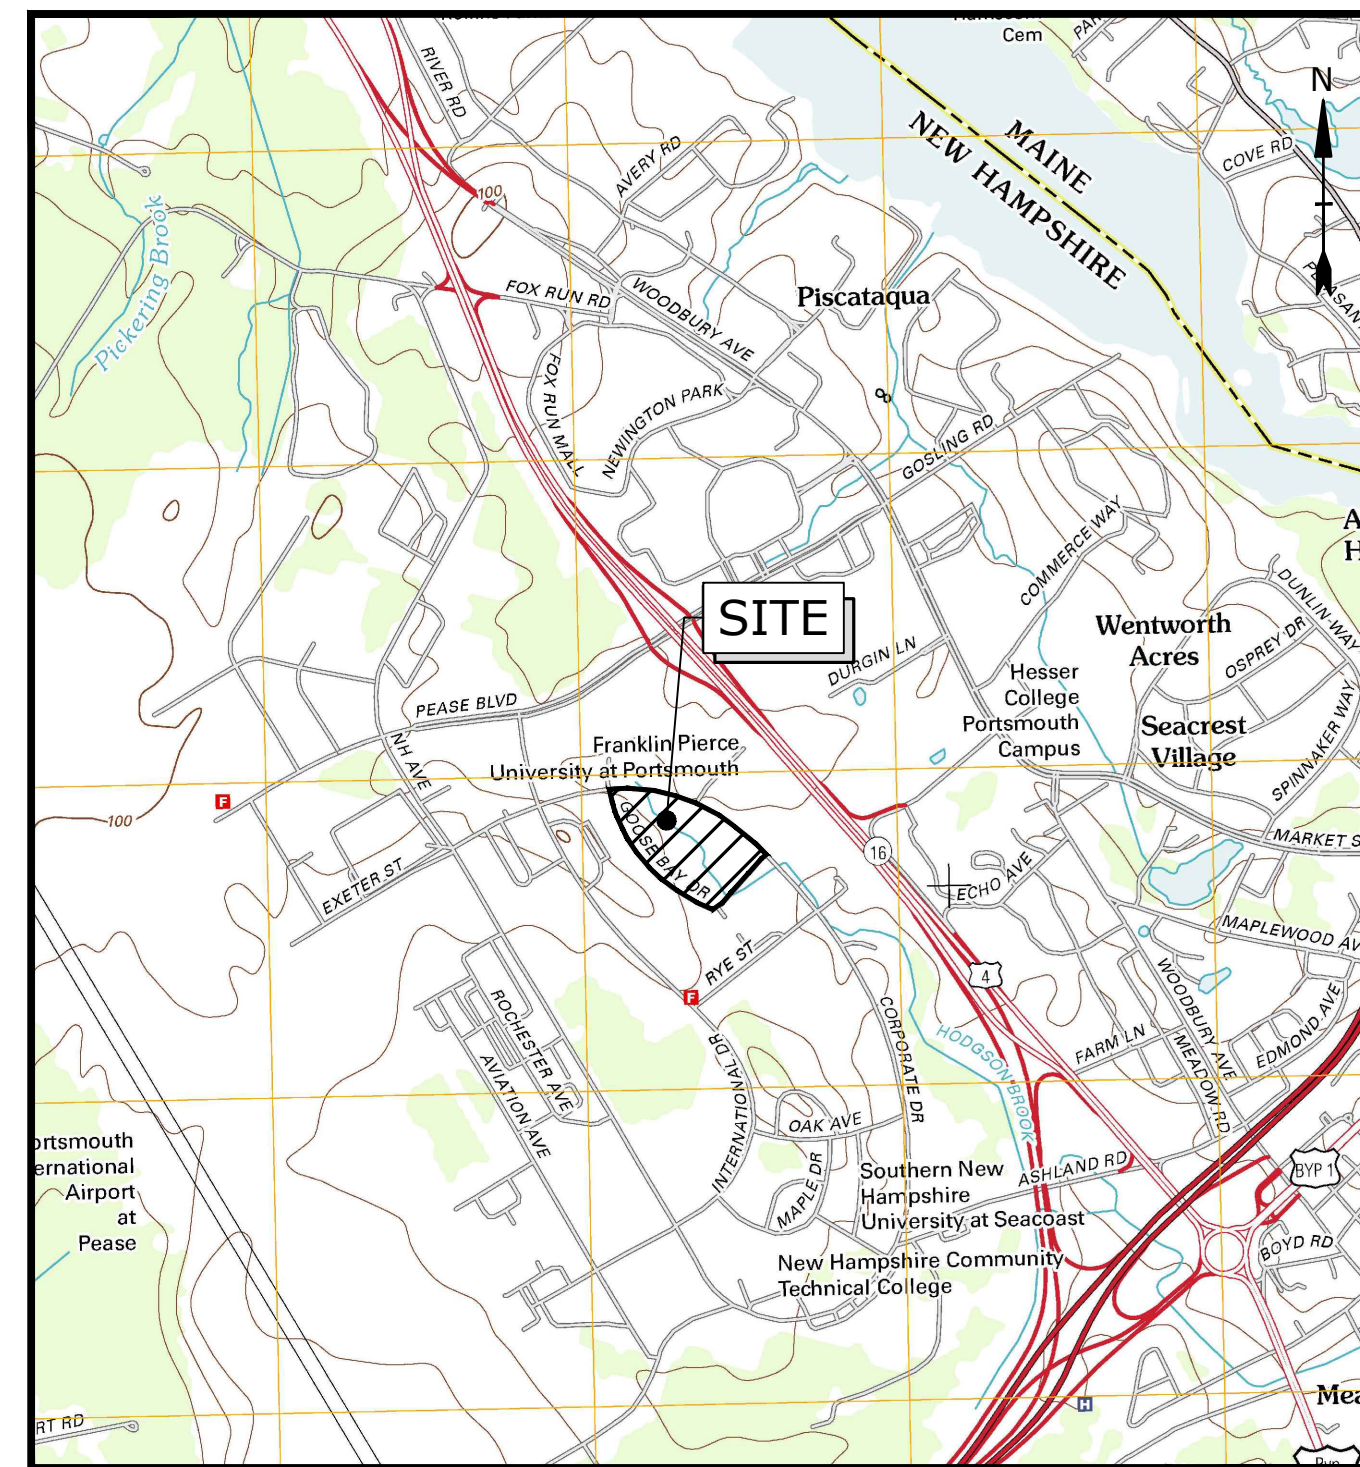 Cem
N
RIVER RD
MAINE
NEW HAMPSHIRE
COVE RD
AVERY RD
100
Pickering Brook
FOX RUN RD
WOODBURY AVE
Piscataqua
FOX RUN MALL
NEWINGTON PARK
GOSLING RD
COMMERCE WAY
SITE
DURGIN LN
Wentworth
Acres
DUNLIN WAY
OSPREY DR
Hesser
College
Portsmouth
Campus
Seacrest
Village
SPINNAKER WAY
PEASE BLVD
NH AVE
Franklin Pierce
University at Portsmouth
F
100
GOOSE BAY DR
16
MARKET S
EXETER ST
ECHO AVE
MAPLEWOOD AV
RYE ST
4
F
ROCHESTER AVE
AVIATION AVE
CORPORATE DR
HODGSON BROOK
WOODBURY AVE
EDMOND AVE
FARM LN
MEADOW RD
INTERNATIONAL DR
OAK AVE
MAPLE DR
ortsmouth
ernational
Airport
at
Pease
Southern New
Hampshire
University at Seacoast
ASHLAND RD
BYP 1
BOYD RD
New Hampshire Community
Technical College
H
Mea
RT RD